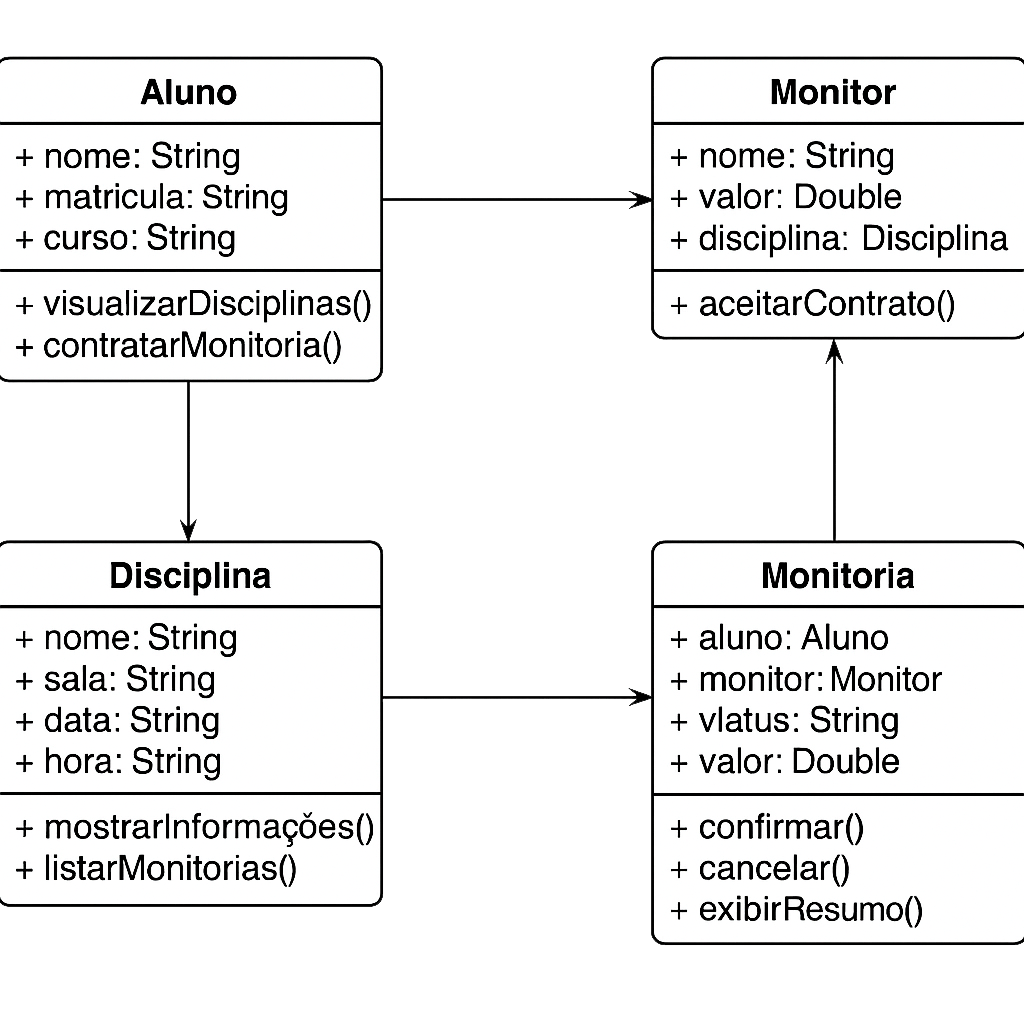 Aluno
+ nome: String
+ matricula: String
+ curso: String
+ visualizarDisciplinas()
+ contratarMonitoria()
Monitor
+ nome: String
+ valor: Double
+ disciplina: Disciplina
+ aceitarContrato()
Disciplina
+ nome: String
+ sala: String
+ data: String
+ hora: String
+ mostrarInformaçǒes()
+ listarMonitorias()
Monitoria
+ aluno: Aluno
+ monitor: Monitor
+ vlatus: String
+ valor: Double
+ confirmar()
+ cancelar()
+ exibirResumo()